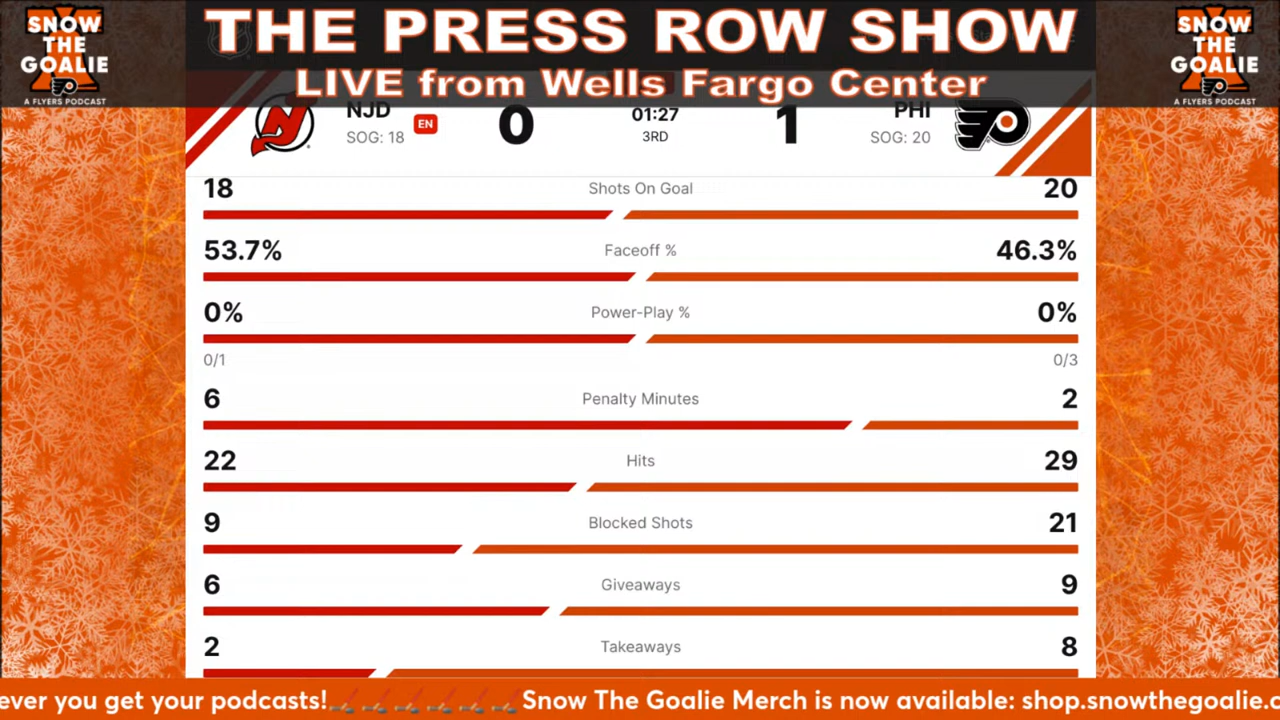 SNOW
THE
GOALIE
A FLYERS PODCAST
THE PRESS ROW SHOW
LIVE from Wells Fargo Center
SNOW
THE
GOALIE
A FLYERS PODCAST
NJD
SOG: 18
EN
0
01:27
3RD
1
PHI
SOG: 20
18 Shots On Goal 20
53.7% Faceoff % 46.3%
0% Power-Play % 0%
0/1 0/3
6 Penalty Minutes 2
22 Hits 29
9 Blocked Shots 21
6 Giveaways 9
2 Takeaways 8
ever you get your podcasts! Snow The Goalie Merch is now available: shop.snowthegoalie.c